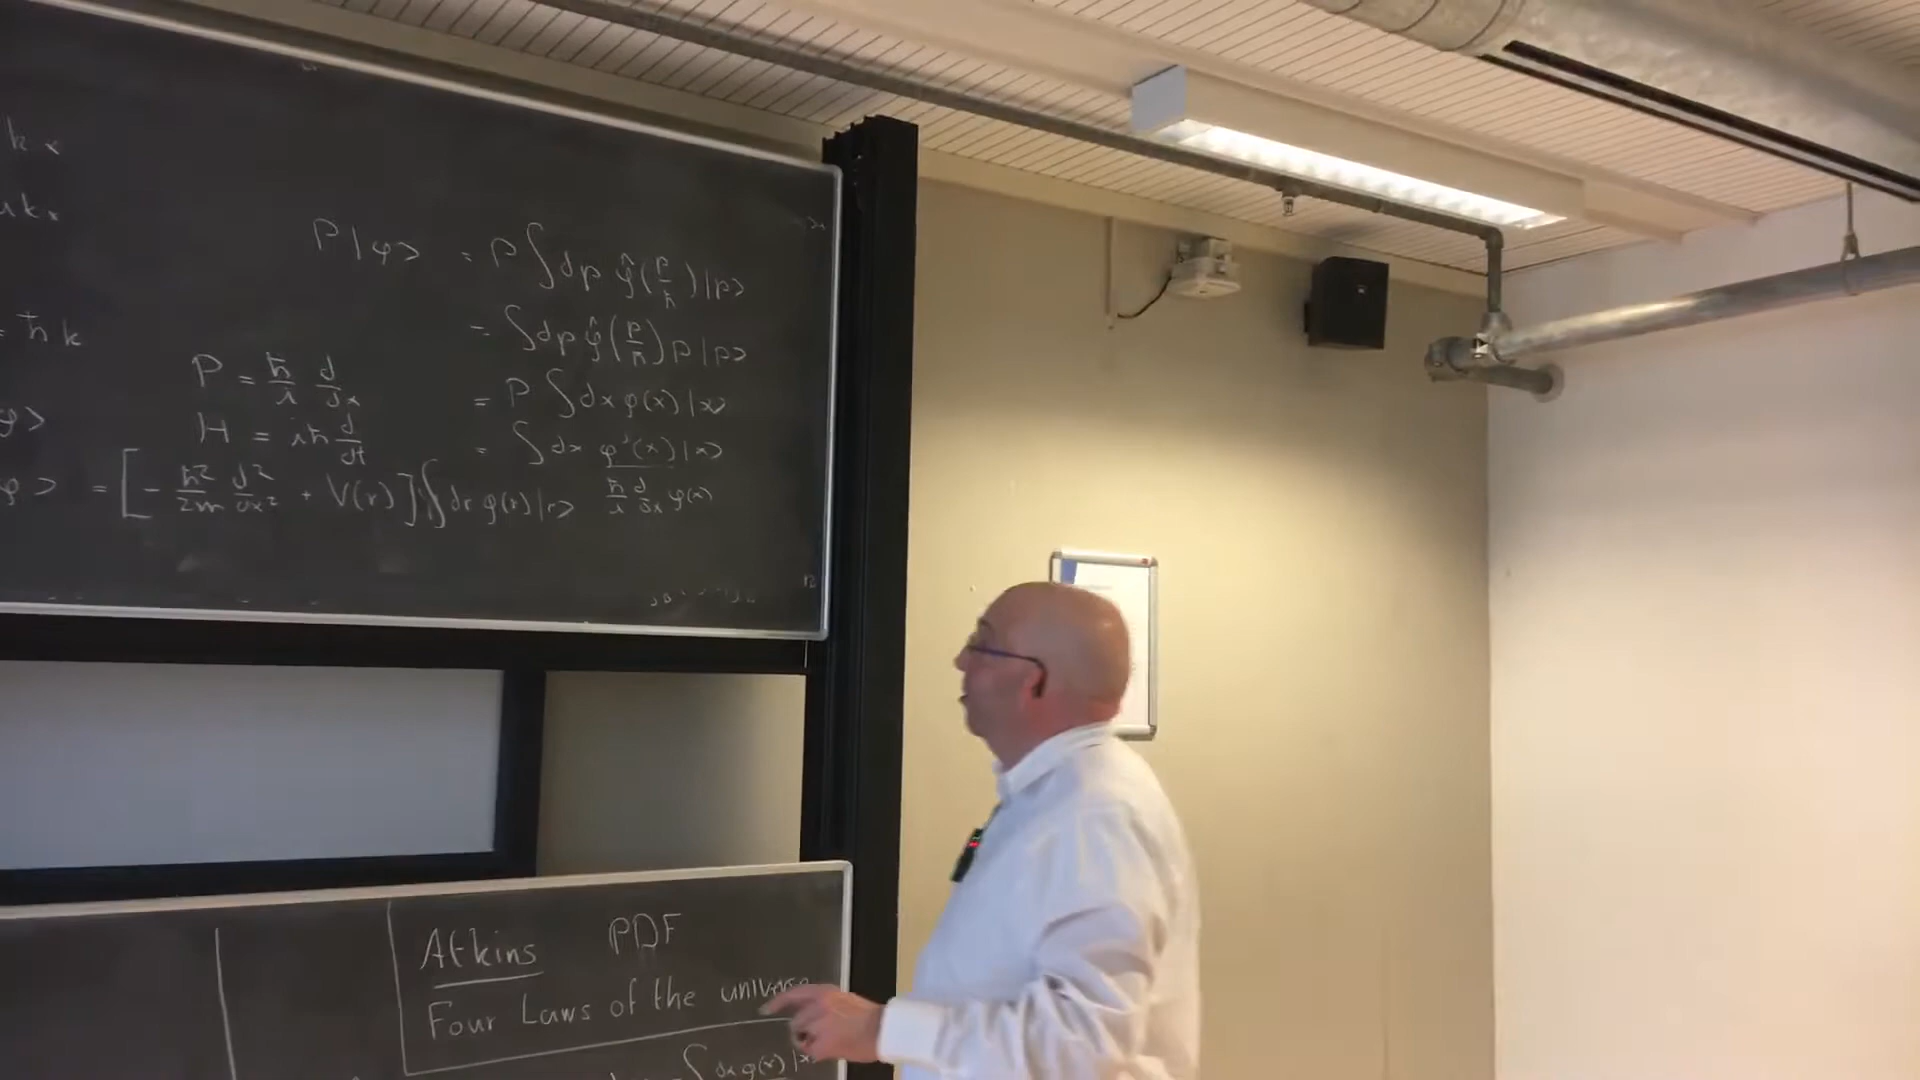 k x
k x
P|φ> = P ∫dp φ̂(p/ħ)|p>
= ħ k
= ∫dp φ̂(p/ħ) p|p>
P = ħ/i d/dx
= P ∫dx φ(x)|x>
φ>
H = iħ d/dt
= ∫dx φ'(x)|x>
φ> = [- ħ²/2m d²/dx² + V(r)] ∫dr φ(r)|r>
ħ/i d/dx φ(x)
Atkins PDF
Four Laws of the universe
∫dx φ(x)|x>